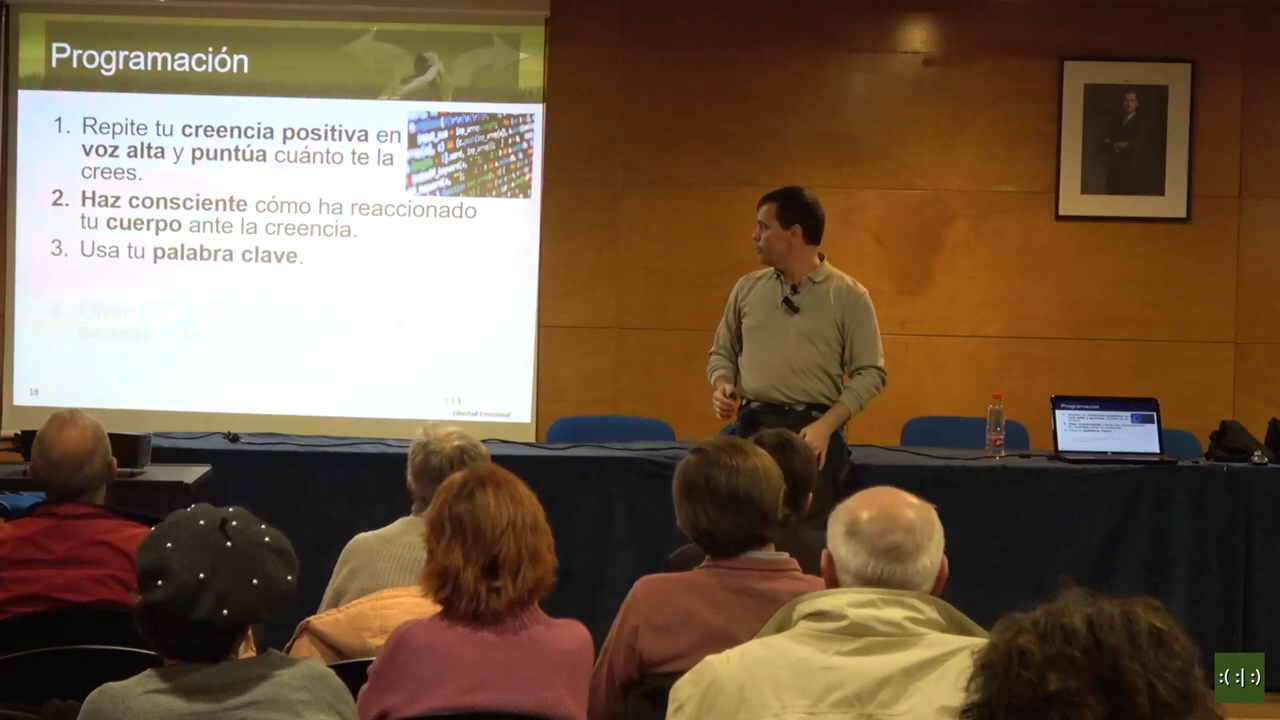 Programación
1. Repite tu creencia positiva en
voz alta y puntúa cuánto te la
crees.
2. Haz consciente cómo ha reaccionado
tu cuerpo ante la creencia.
3. Usa tu palabra clave.
18
Libertad Emocional
Programación
:( :| :)